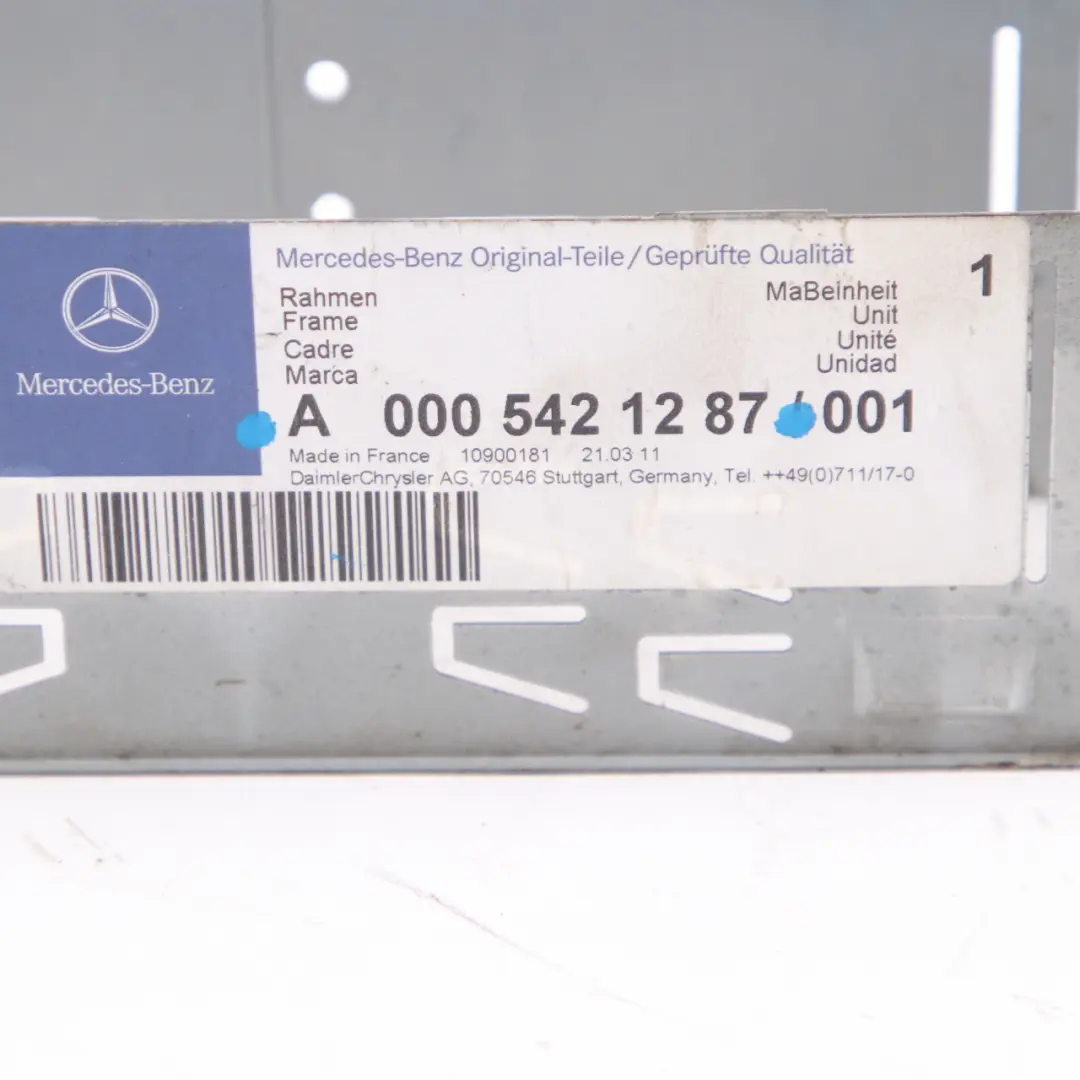 Mercedes-Benz
Mercedes-Benz Original-Teile/Geprüfte Qualität
Rahmen
Frame
Cadre
Marca
MaBeinheit
Unit
Unité
Unidad
1
A 000 542 12 87 / 001
Made in France 10900181 21.03 11
DaimlerChrysler AG, 70546 Stuttgart, Germany, Tel. ++49(0)711/17-0